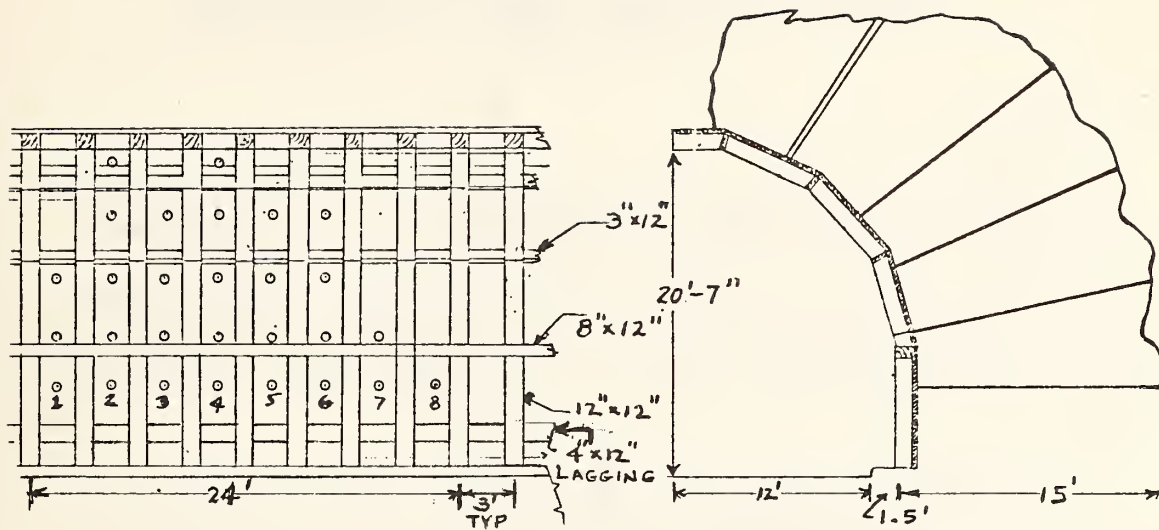 3"x12"
20'-7"
8"x12"
1 2 3 4 5 6 7 8
12"x12"
4"x12"
LAGGING
24'
3'
TYP
12'
1.5'
15'